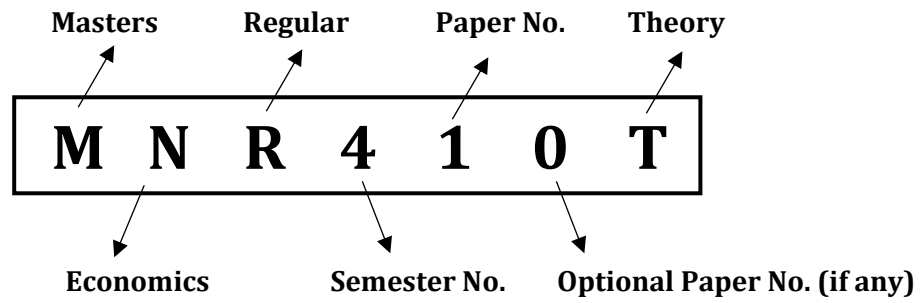 Masters Regular Paper No. Theory
M N R 4 1 0 T
Economics Semester No. Optional Paper No. (if any)